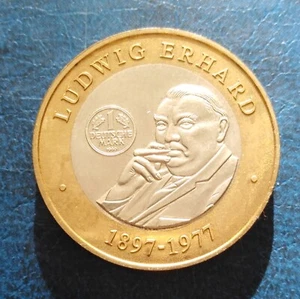 LUDWIG ERHARD
1
DEUTSCHE
MARK
1897-1977